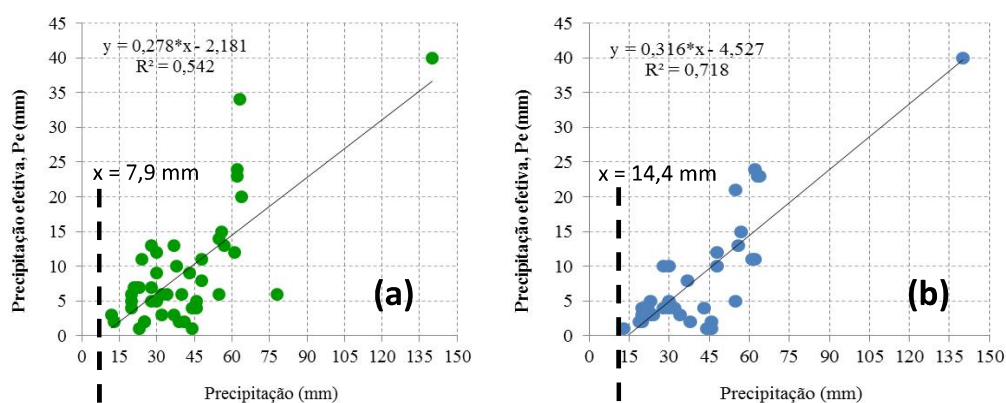 45
40
35
30
25
20
15
10
5
0
Precipitação efetiva, Pe (mm)
y = 0,278*x - 2,181
R² = 0,542
x = 7,9 mm
(a)
0 15 30 45 60 75 90 105 120 135 150
Precipitação (mm)
45
40
35
30
25
20
15
10
5
0
Precipitação efetiva, Pe (mm)
y = 0,316*x - 4,527
R² = 0,718
x = 14,4 mm
(b)
0 15 30 45 60 75 90 105 120 135 150
Precipitação (mm)